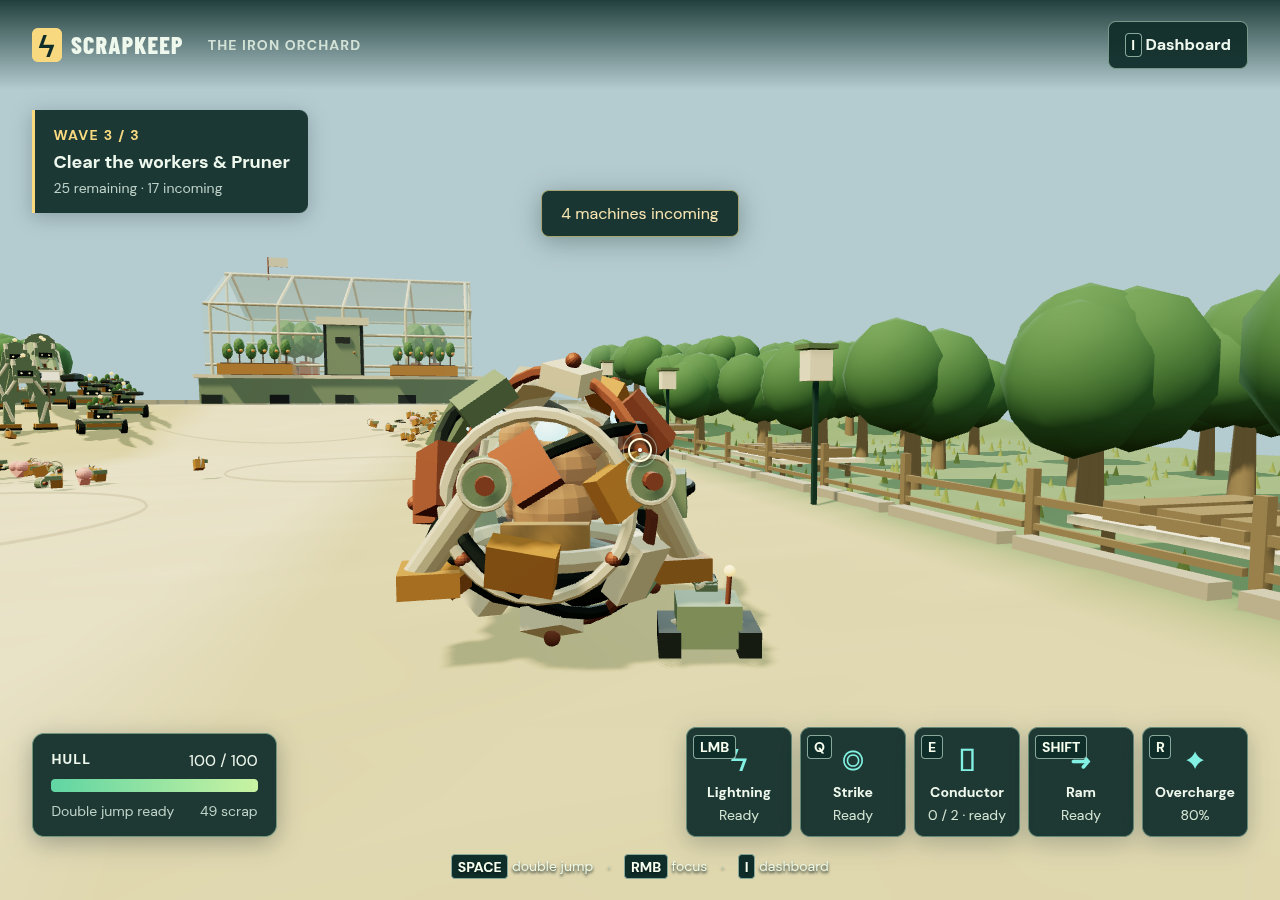 SCRAPKEEP
THE IRON ORCHARD
I Dashboard
WAVE 3 / 3
Clear the workers & Pruner
25 remaining · 17 incoming
4 machines incoming
HULL
100 / 100
Double jump ready
49 scrap
LMB
Lightning
Ready
Q
Strike
Ready
E
Conductor
0 / 2 · ready
SHIFT
Ram
Ready
R
Overcharge
80%
SPACE double jump · RMB focus · I dashboard